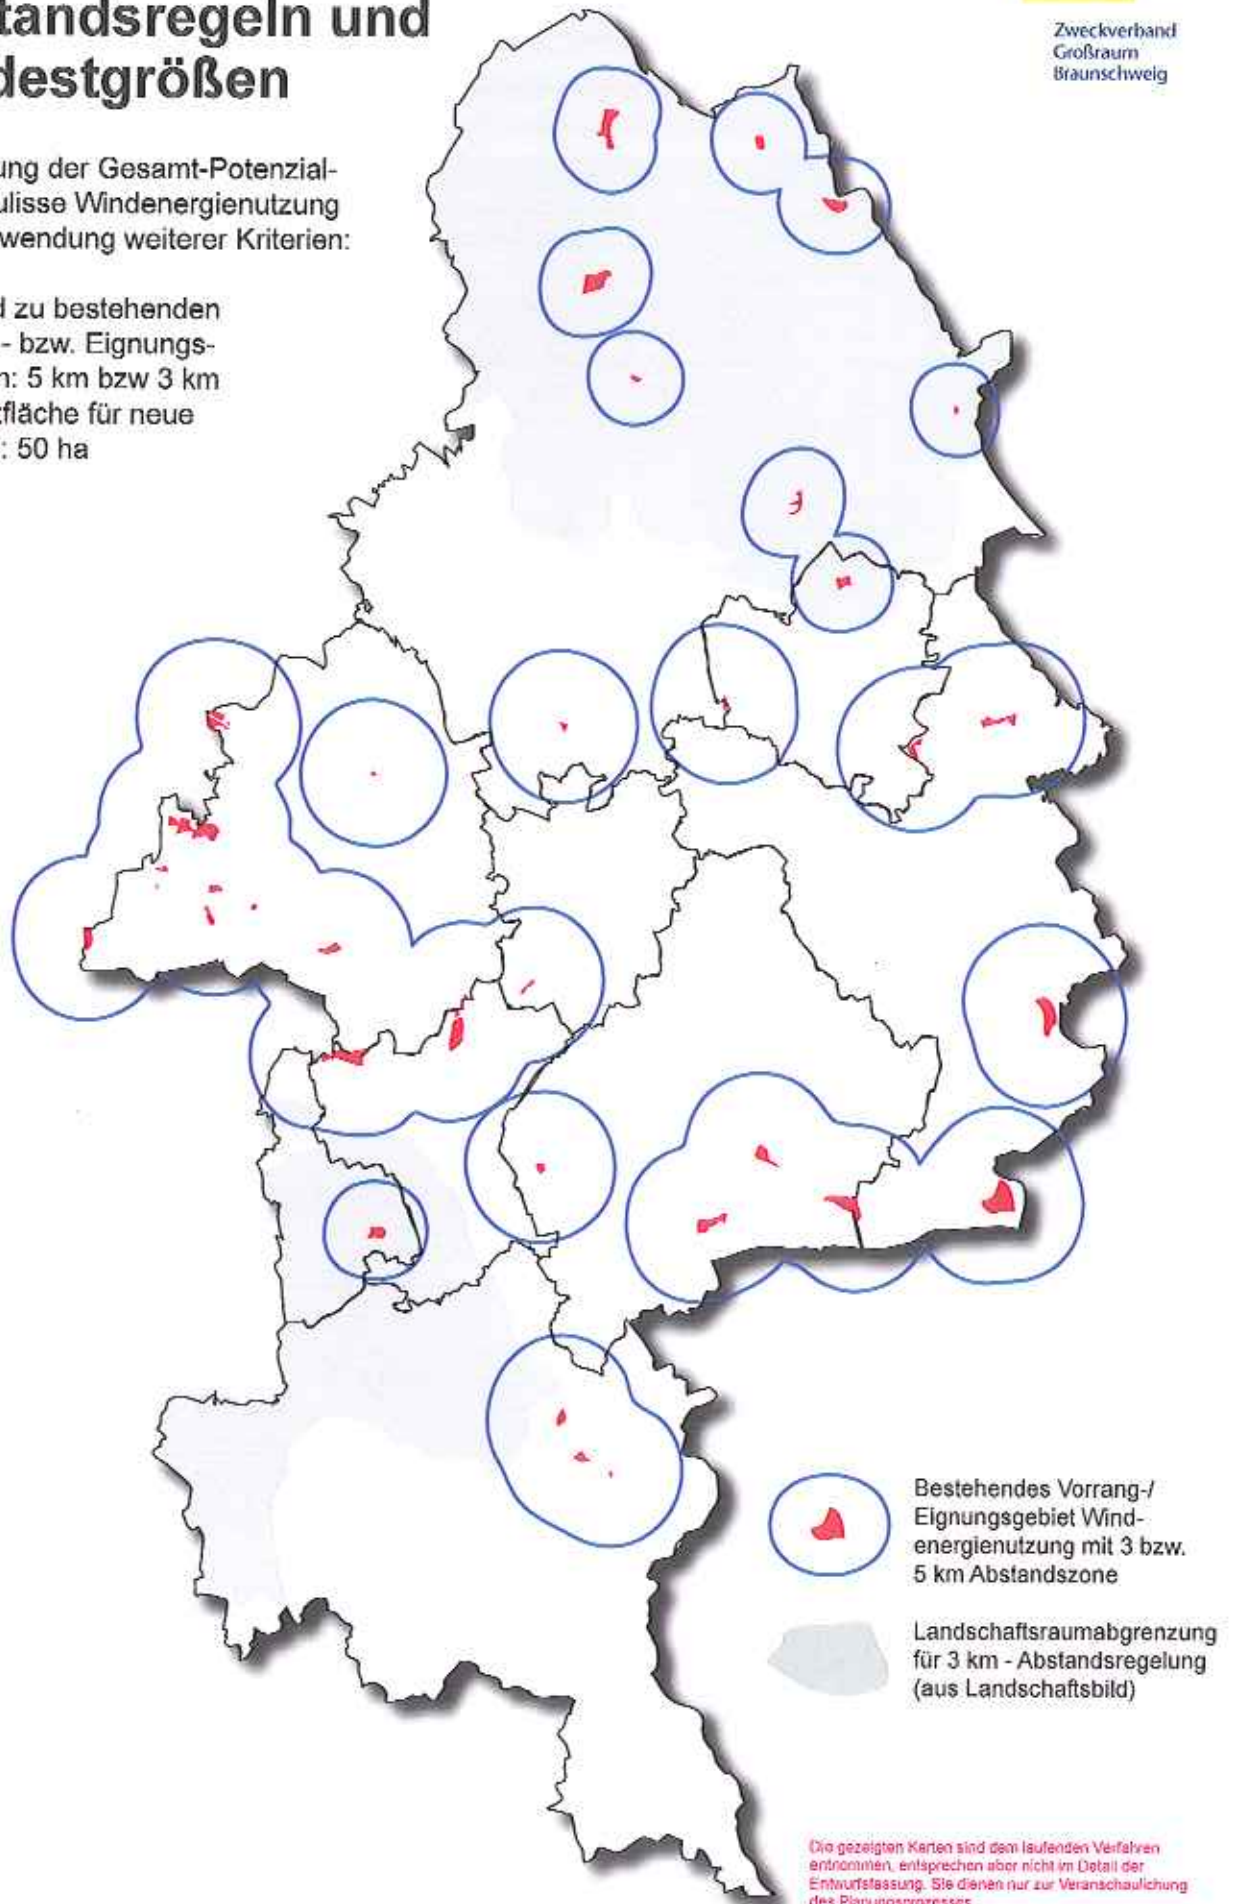 tandsregeln und
destgrößen
Zweckverband
Großraum
Braunschweig
ung der Gesamt-Potenzial-
ulisse Windenergienutzung
wendung weiterer Kriterien:
d zu bestehenden
- bzw. Eignungs-
n: 5 km bzw 3 km
tfläche für neue
: 50 ha
Bestehendes Vorrang-/
Eignungsgebiet Wind-
energienutzung mit 3 bzw.
5 km Abstandszone
Landschaftsraumabgrenzung
für 3 km - Abstandsregelung
(aus Landschaftsbild)
Die gezeigten Karten sind dem laufenden Verfahren
entnommen, entsprechen aber nicht im Detail der
Entwurfsfassung. Sie dienen nur zur Veranschaulichung
des Planungsprozesses